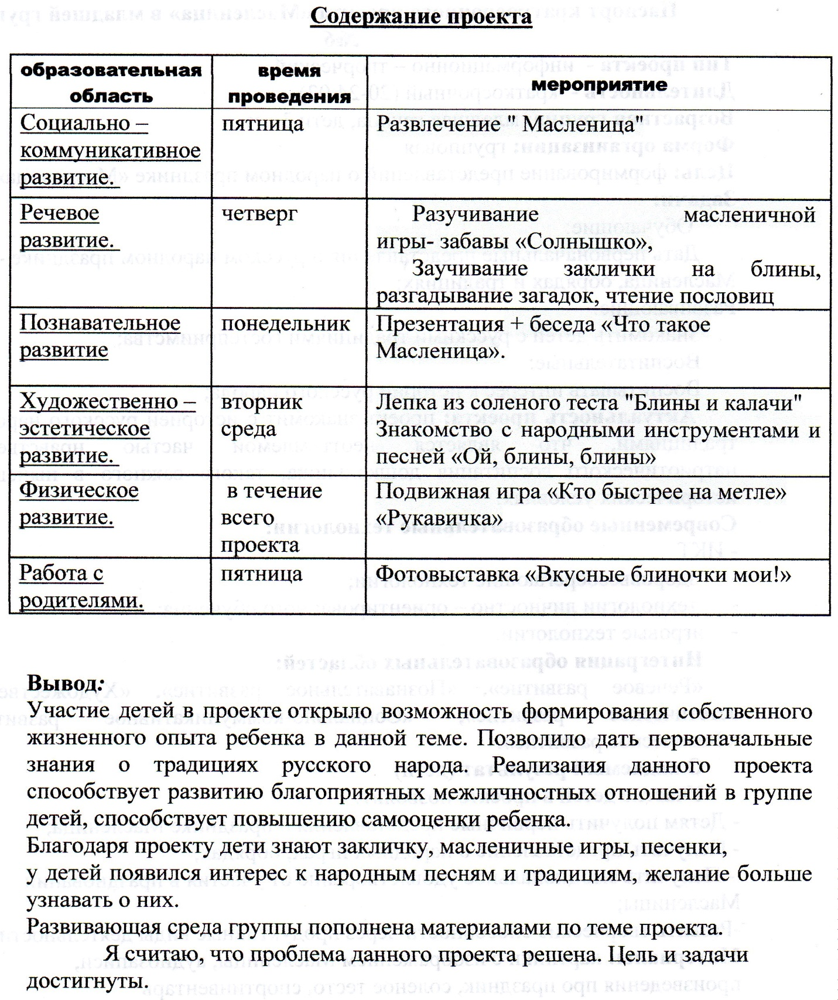 Содержание проекта
образовательная область
время проведения
мероприятие
Социально –
коммуникативное
развитие.
пятница
Развлечение " Масленица"
Речевое
развитие.
четверг
Разучивание масленичной
игры- забавы «Солнышко»,
Заучивание заклички на блины,
разгадывание загадок, чтение пословиц
Познавательное
развитие
понедельник
Презентация + беседа «Что такое
Масленица».
Художественно –
эстетическое
развитие.
вторник
среда
Лепка из соленого теста "Блины и калачи"
Знакомство с народными инструментами и
песней «Ой, блины, блины»
Физическое
развитие.
в течение
всего
проекта
Подвижная игра «Кто быстрее на метле»
«Рукавичка»
Работа с
родителями.
пятница
Фотовыставка «Вкусные блиночки мои!»
Вывод:
Участие детей в проекте открыло возможность формирования собственного
жизненного опыта ребенка в данной теме. Позволило дать первоначальные
знания о традициях русского народа. Реализация данного проекта
способствует развитию благоприятных межличностных отношений в группе
детей, способствует повышению самооценки ребенка.
Благодаря проекту дети знают закличку, масленичные игры, песенки,
у детей появился интерес к народным песням и традициям, желание больше
узнавать о них.
Развивающая среда группы пополнена материалами по теме проекта.
Я считаю, что проблема данного проекта решена. Цель и задачи
достигнуты.